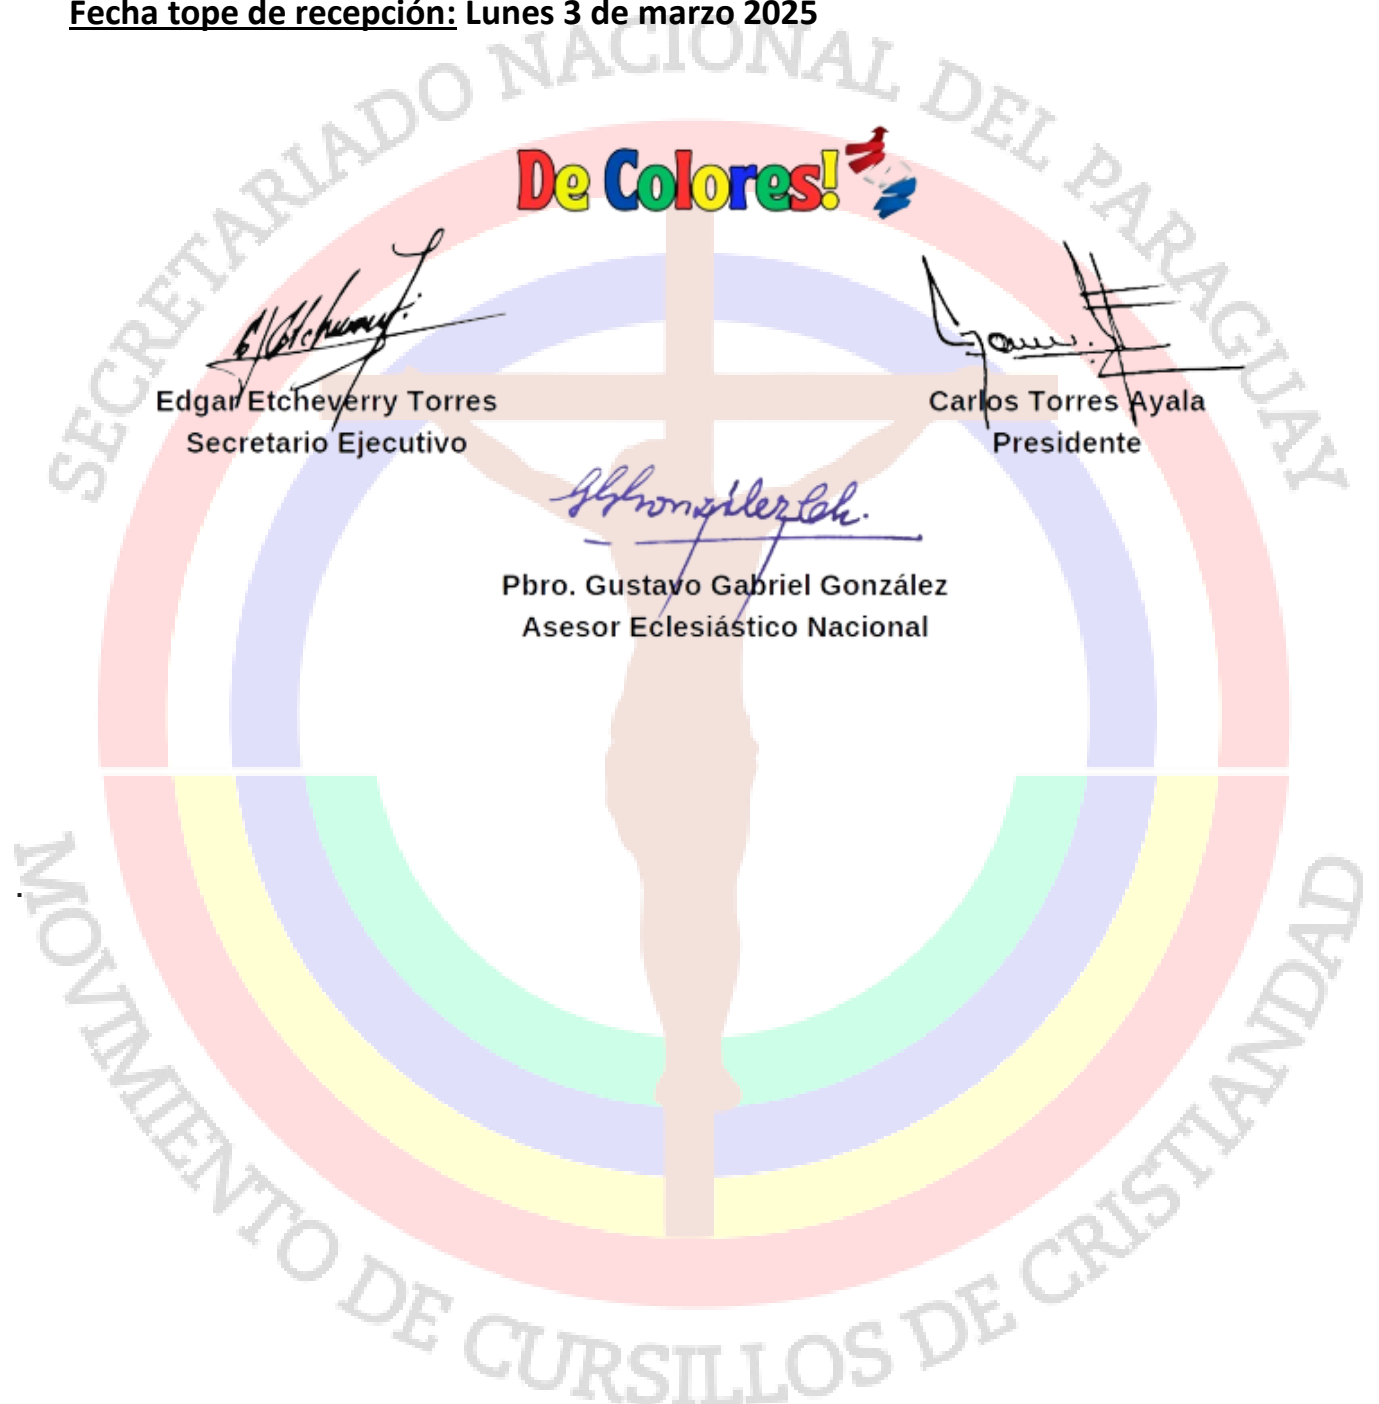 Fecha tope de recepción: Lunes 3 de marzo 2025
SECRETARIADO NACIONAL DEL PARAGUAY
De Colores!
Edgar Etcheverry Torres
Secretario Ejecutivo
Carlos Torres Ayala
Presidente
Pbro. Gustavo Gabriel González
Asesor Eclesiástico Nacional
.
MOVIMIENTO DE CURSILLOS DE CRISTIANDAD